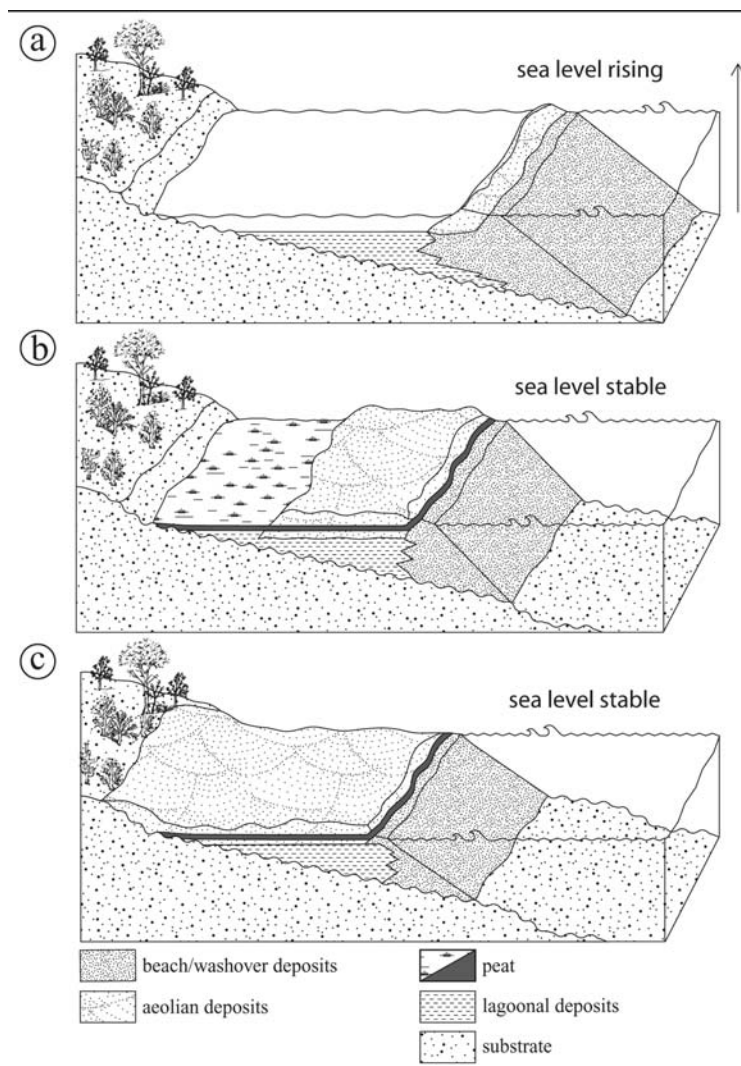 a
sea level rising
b
sea level stable
c
sea level stable
beach/washover deposits
peat
aeolian deposits
lagoonal deposits
substrate